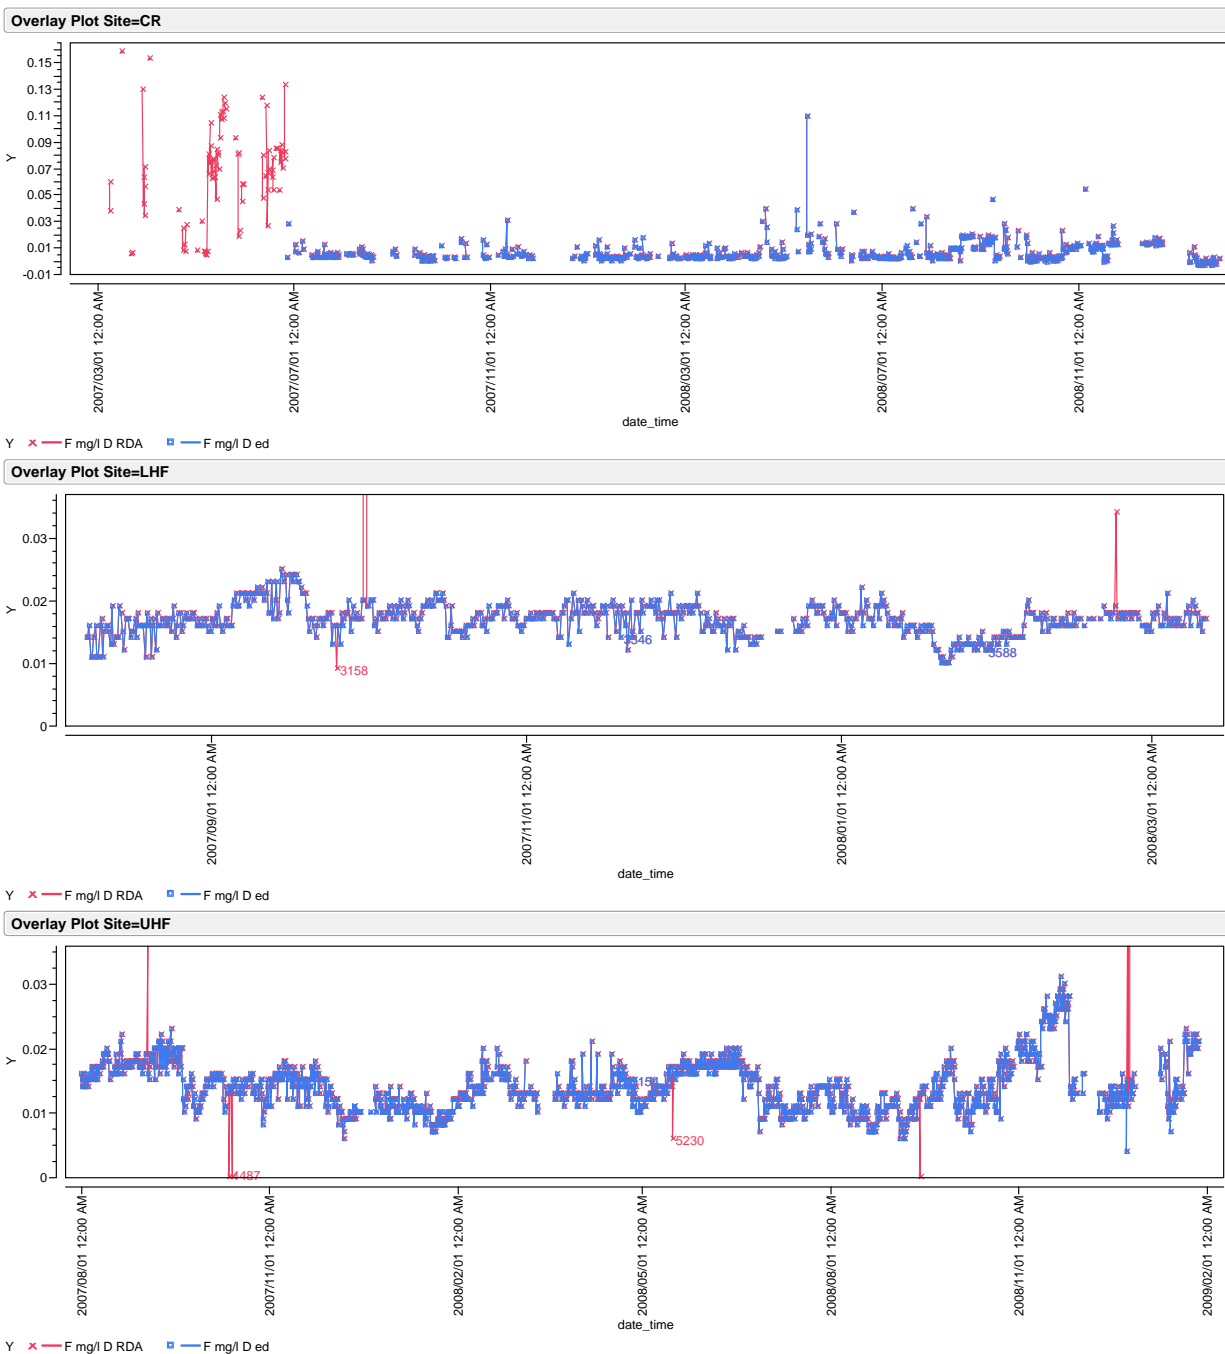 Overlay Plot Site=CR
0.15
0.13
0.11
0.09
0.07
0.05
0.03
0.01
-0.01
Y
2007/03/01 12:00 AM
2007/07/01 12:00 AM
2007/11/01 12:00 AM
2008/03/01 12:00 AM
2008/07/01 12:00 AM
2008/11/01 12:00 AM
date_time
Y F mg/l D RDA F mg/l D ed
Overlay Plot Site=LHF
0.03
0.02
0.01
0
Y
3158
3346
3588
2007/09/01 12:00 AM
2007/11/01 12:00 AM
2008/01/01 12:00 AM
2008/03/01 12:00 AM
date_time
Y F mg/l D RDA F mg/l D ed
Overlay Plot Site=UHF
0.03
0.02
0.01
0
Y
4487
5230
2007/08/01 12:00 AM
2007/11/01 12:00 AM
2008/02/01 12:00 AM
2008/05/01 12:00 AM
2008/08/01 12:00 AM
2008/11/01 12:00 AM
2009/02/01 12:00 AM
date_time
Y F mg/l D RDA F mg/l D ed